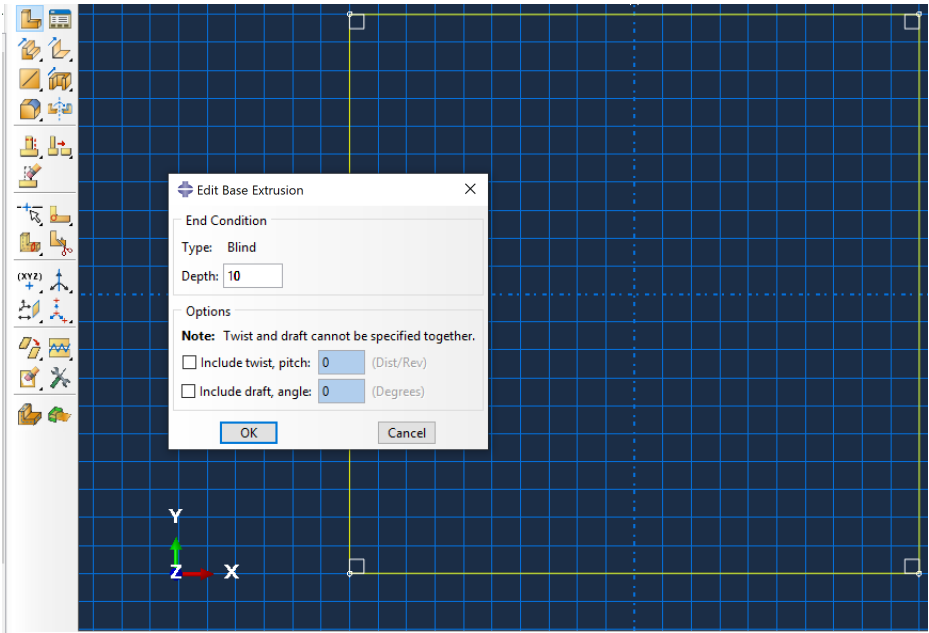 Edit Base Extrusion
End Condition
Type: Blind
Depth: 10
Options
Note: Twist and draft cannot be specified together.
Include twist, pitch: 0 (Dist/Rev)
Include draft, angle: 0 (Degrees)
OK Cancel
(XYZ)
Y
Z X